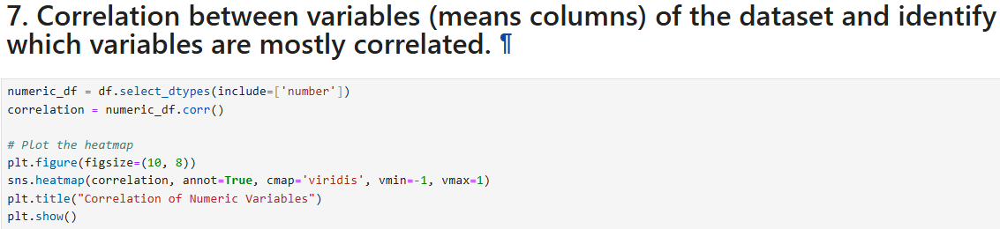 7. Correlation between variables (means columns) of the dataset and identify
which variables are mostly correlated. ¶
numeric_df = df.select_dtypes(include=['number'])
correlation = numeric_df.corr()
# Plot the heatmap
plt.figure(figsize=(10, 8))
sns.heatmap(correlation, annot=True, cmap='viridis', vmin=-1, vmax=1)
plt.title("Correlation of Numeric Variables")
plt.show()